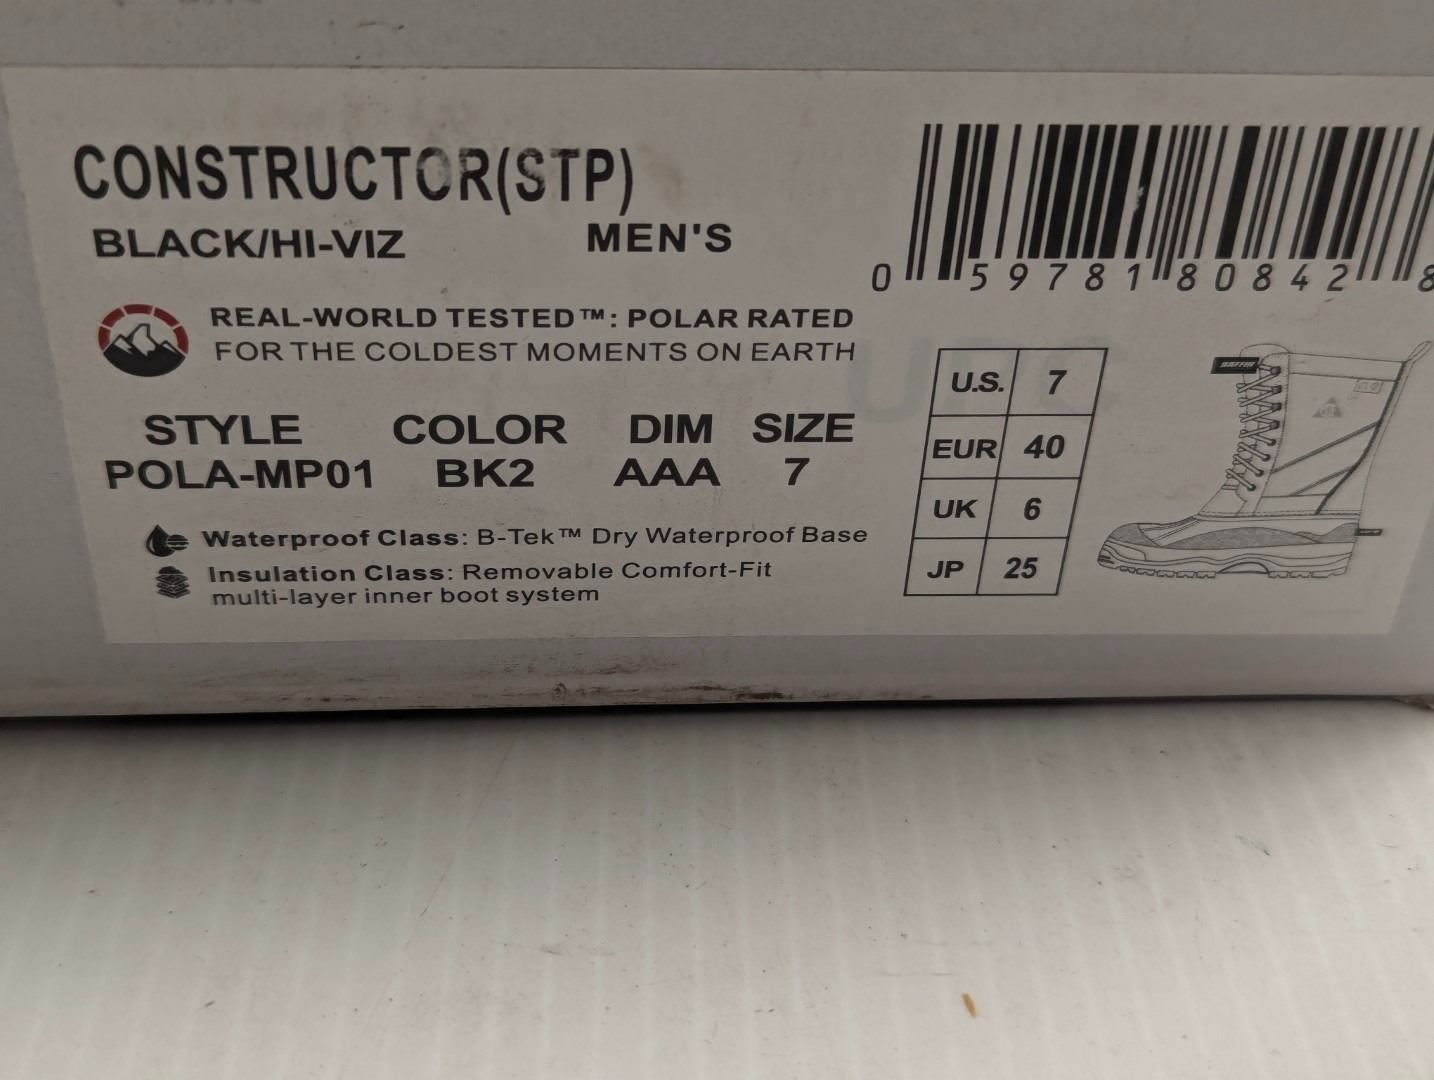 CONSTRUCTOR(STP)
BLACK/HI-VIZ MEN'S
REAL-WORLD TESTED™: POLAR RATED
FOR THE COLDEST MOMENTS ON EARTH
STYLE COLOR DIM SIZE
POLA-MP01 BK2 AAA 7
Waterproof Class: B-Tek™ Dry Waterproof Base
Insulation Class: Removable Comfort-Fit
multi-layer inner boot system
0 59781 80842 8
U.S. 7
EUR 40
UK 6
JP 25
BAFFIN